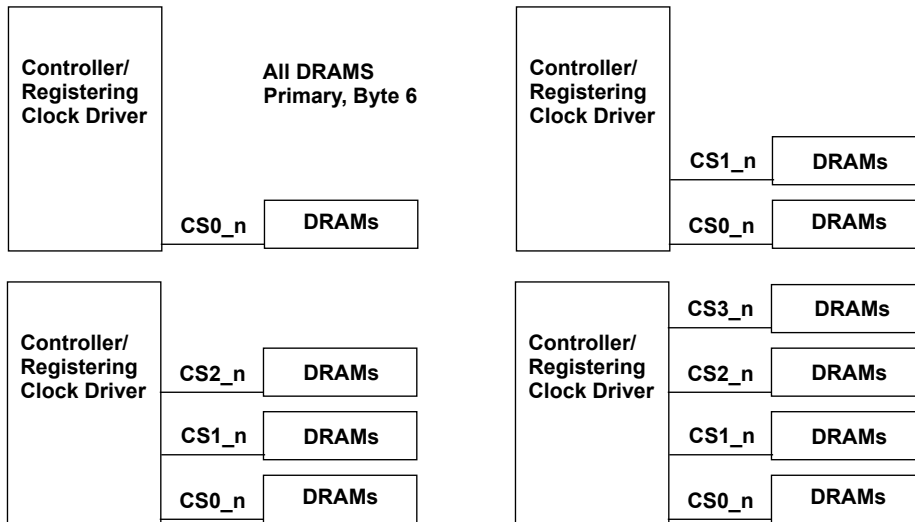 Controller/
Registering
Clock Driver
All DRAMS
Primary, Byte 6
CS0_n
DRAMs
Controller/
Registering
Clock Driver
CS1_n
DRAMs
CS0_n
DRAMs
Controller/
Registering
Clock Driver
CS2_n
DRAMs
CS1_n
DRAMs
CS0_n
DRAMs
Controller/
Registering
Clock Driver
CS3_n
DRAMs
CS2_n
DRAMs
CS1_n
DRAMs
CS0_n
DRAMs